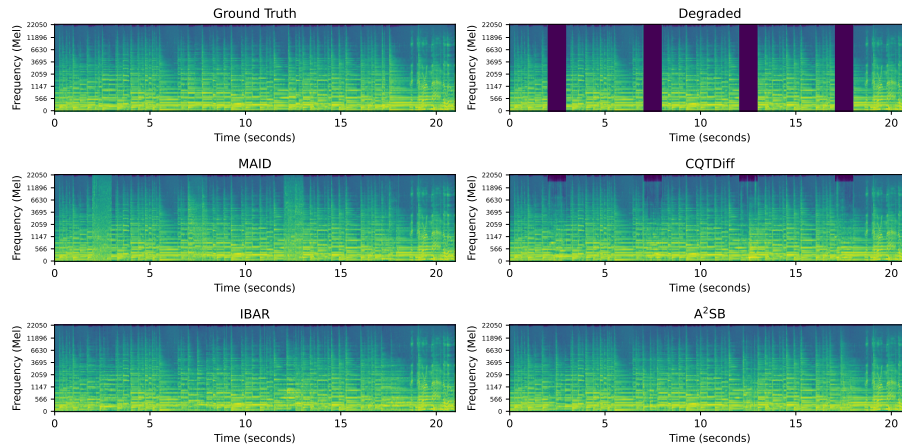 Ground Truth
Frequency (Mel)
22050
11896
6630
3695
2059
1147
566
0
0 5 10 15 20
Time (seconds)
Degraded
Frequency (Mel)
22050
11896
6630
3695
2059
1147
566
0
0 5 10 15 20
Time (seconds)
MAID
Frequency (Mel)
22050
11896
6630
3695
2059
1147
566
0
0 5 10 15 20
Time (seconds)
CQTDiff
Frequency (Mel)
22050
11896
6630
3695
2059
1147
566
0
0 5 10 15 20
Time (seconds)
IBAR
Frequency (Mel)
22050
11896
6630
3695
2059
1147
566
0
0 5 10 15 20
Time (seconds)
A²SB
Frequency (Mel)
22050
11896
6630
3695
2059
1147
566
0
0 5 10 15 20
Time (seconds)